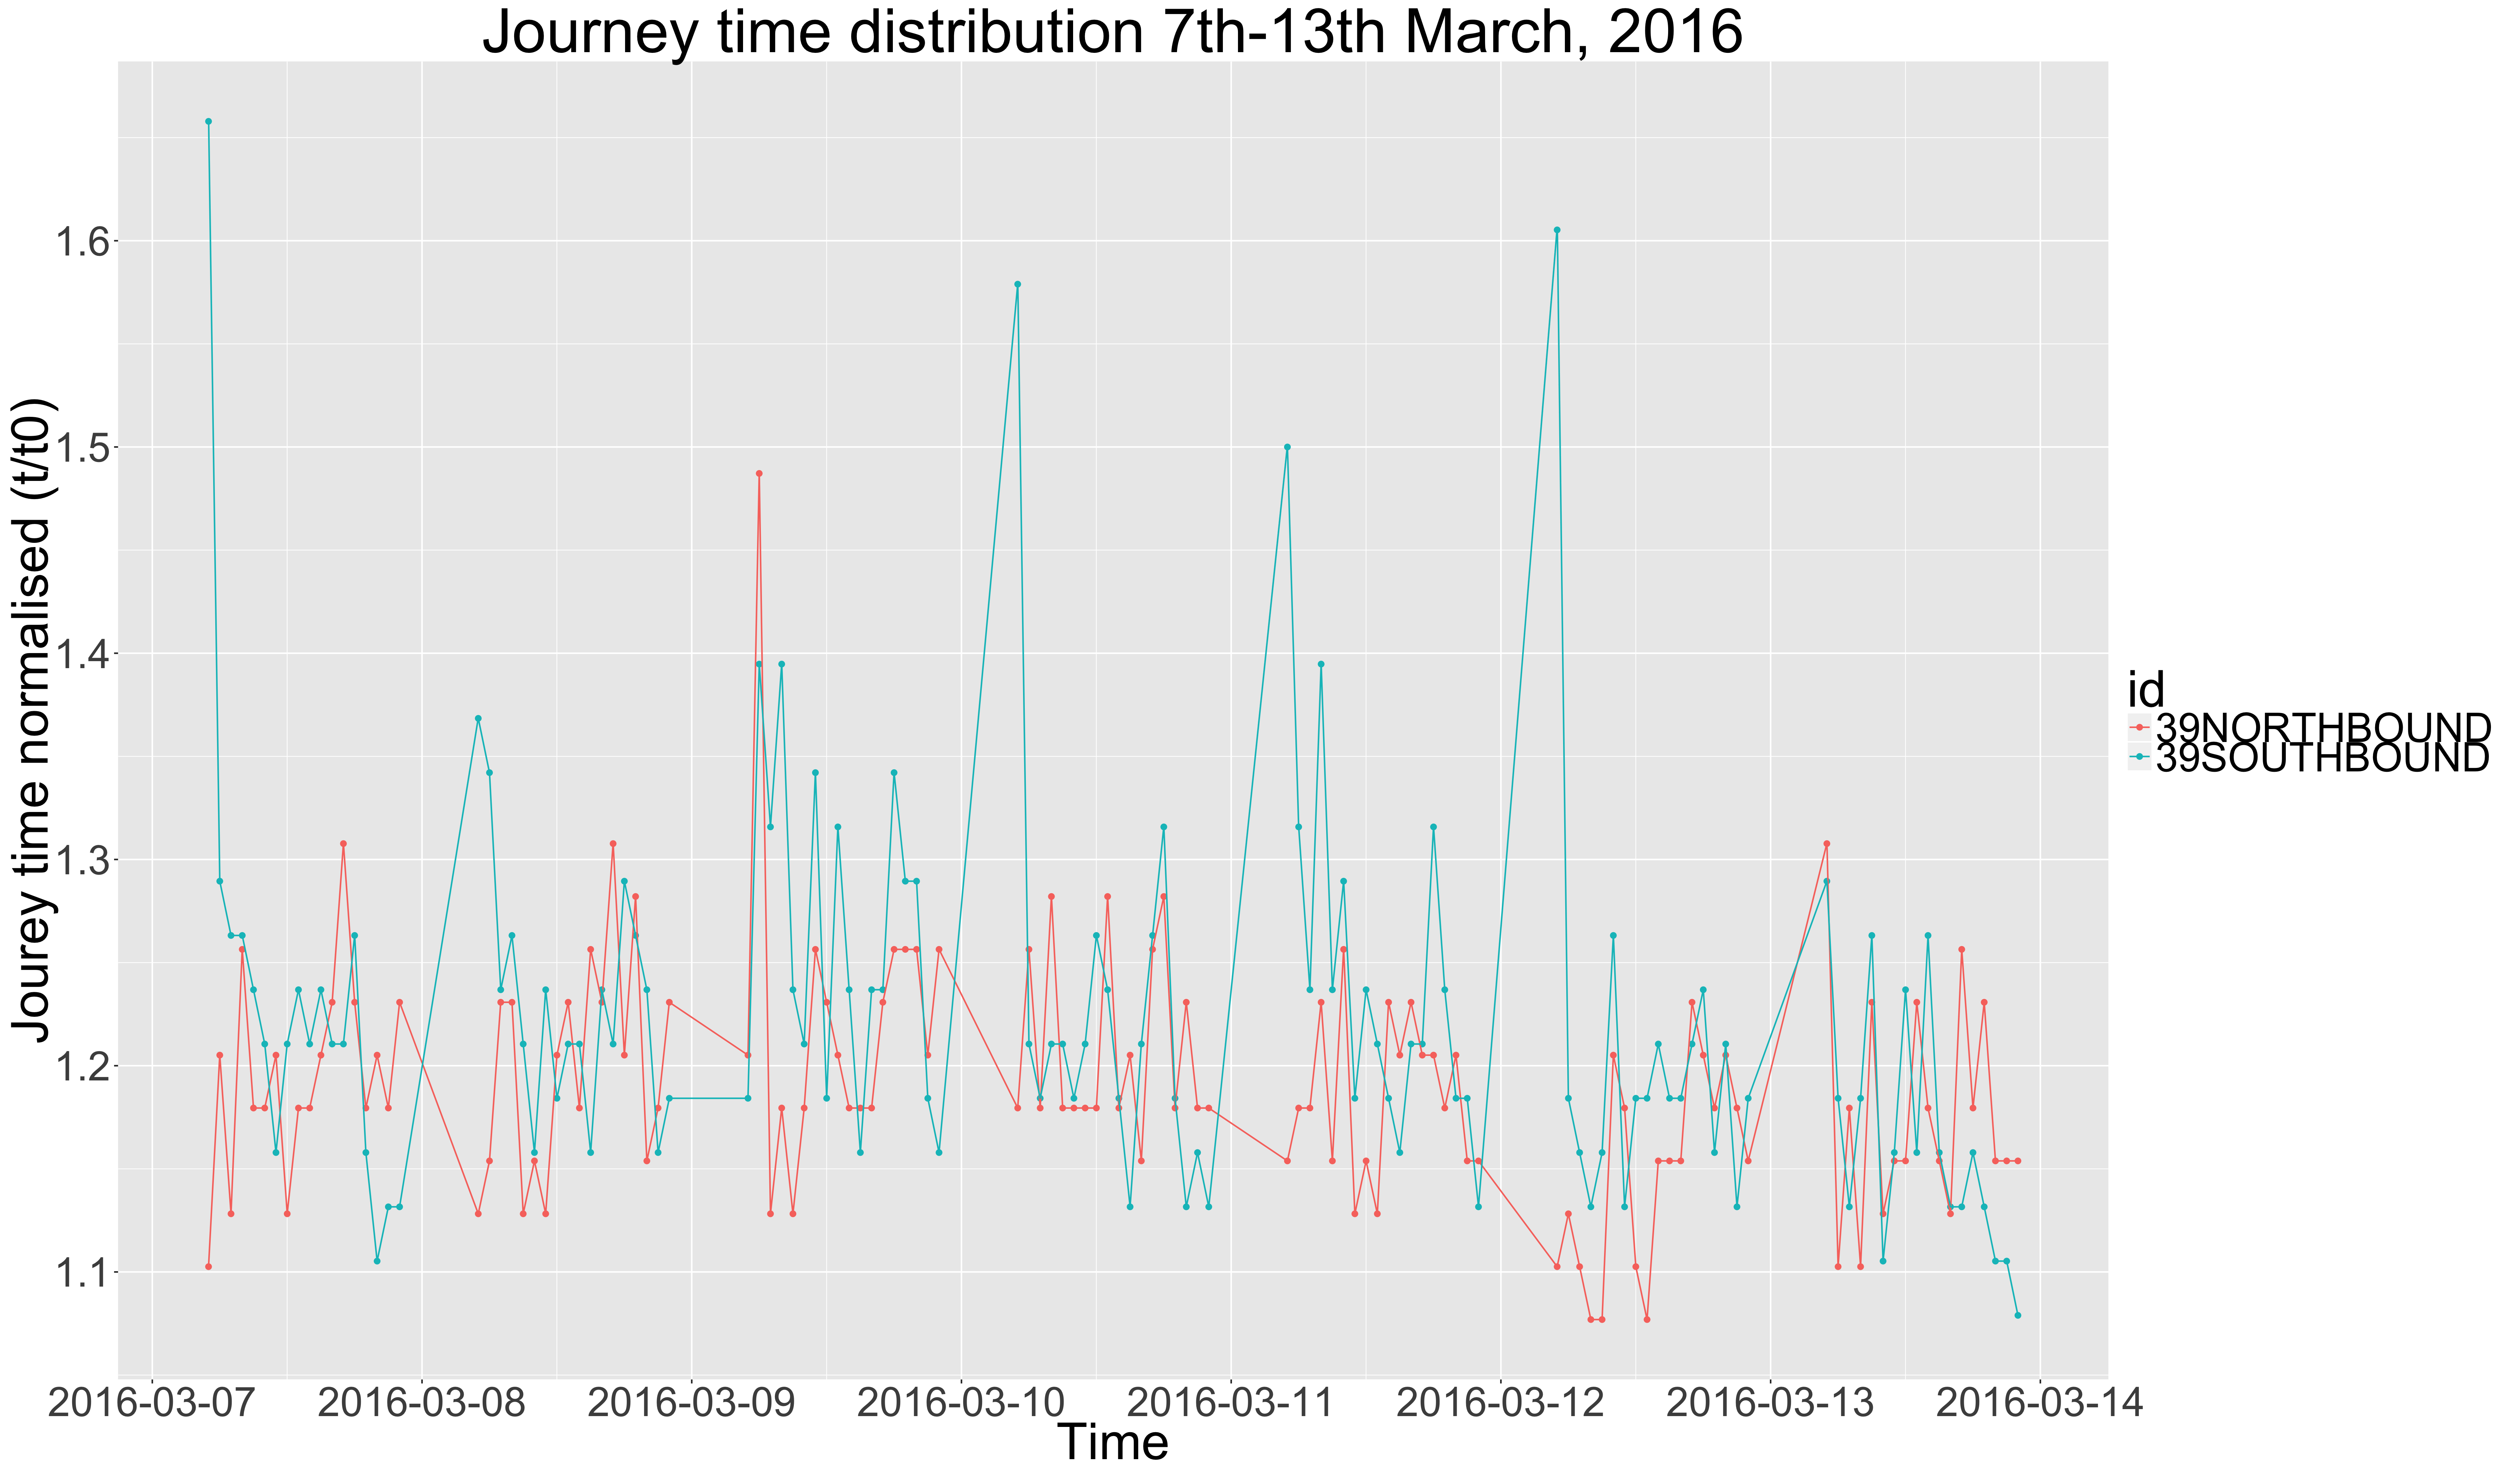 Journey time distribution 7th-13th March, 2016
Jourey time normalised (t/t0)
1.6
1.5
1.4
1.3
1.2
1.1
2016-03-07 2016-03-08 2016-03-09 2016-03-10 2016-03-11 2016-03-12 2016-03-13 2016-03-14
Time
id
39NORTHBOUND
39SOUTHBOUND